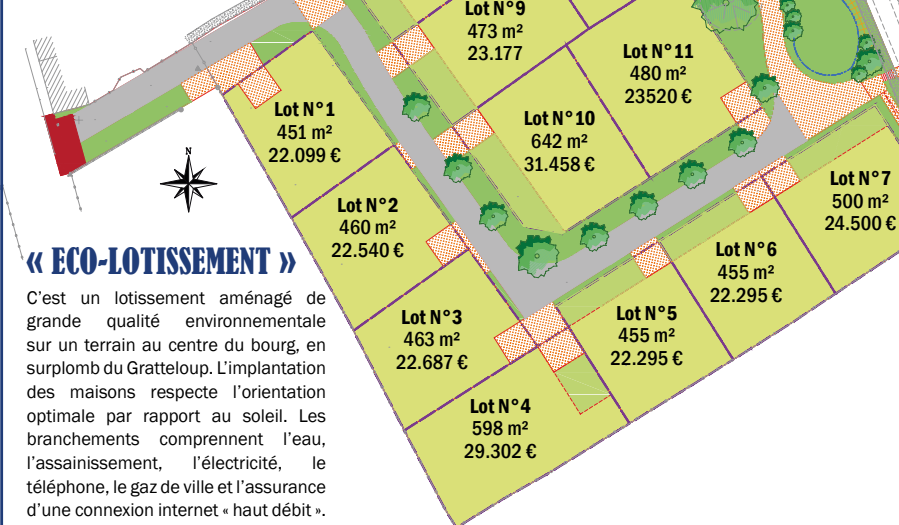 Lot N°9
473 m²
23.177
Lot N°11
480 m²
23520 €
Lot N°1
451 m²
22.099 €
Lot N°10
642 m²
31.458 €
N
Lot N°2
460 m²
22.540 €
Lot N°7
500 m²
24.500 €
Lot N°6
455 m²
22.295 €
Lot N°3
463 m²
22.687 €
Lot N°5
455 m²
22.295 €
Lot N°4
598 m²
29.302 €
« ECO-LOTISSEMENT »
C’est un lotissement aménagé de
grande qualité environnementale
sur un terrain au centre du bourg, en
surplomb du Gratteloup. L’implantation
des maisons respecte l’orientation
optimale par rapport au soleil. Les
branchements comprennent l’eau,
l’assainissement, l’électricité, le
téléphone, le gaz de ville et l’assurance
d’une connexion internet « haut débit ».